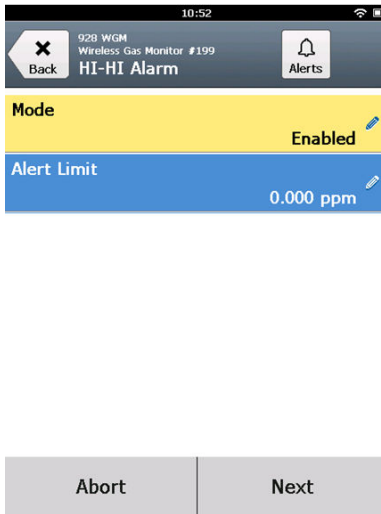 10:52
Back
928 WGM
Wireless Gas Monitor #199
HI-HI Alarm
Alerts
Mode
Enabled
Alert Limit
0.000 ppm
Abort
Next